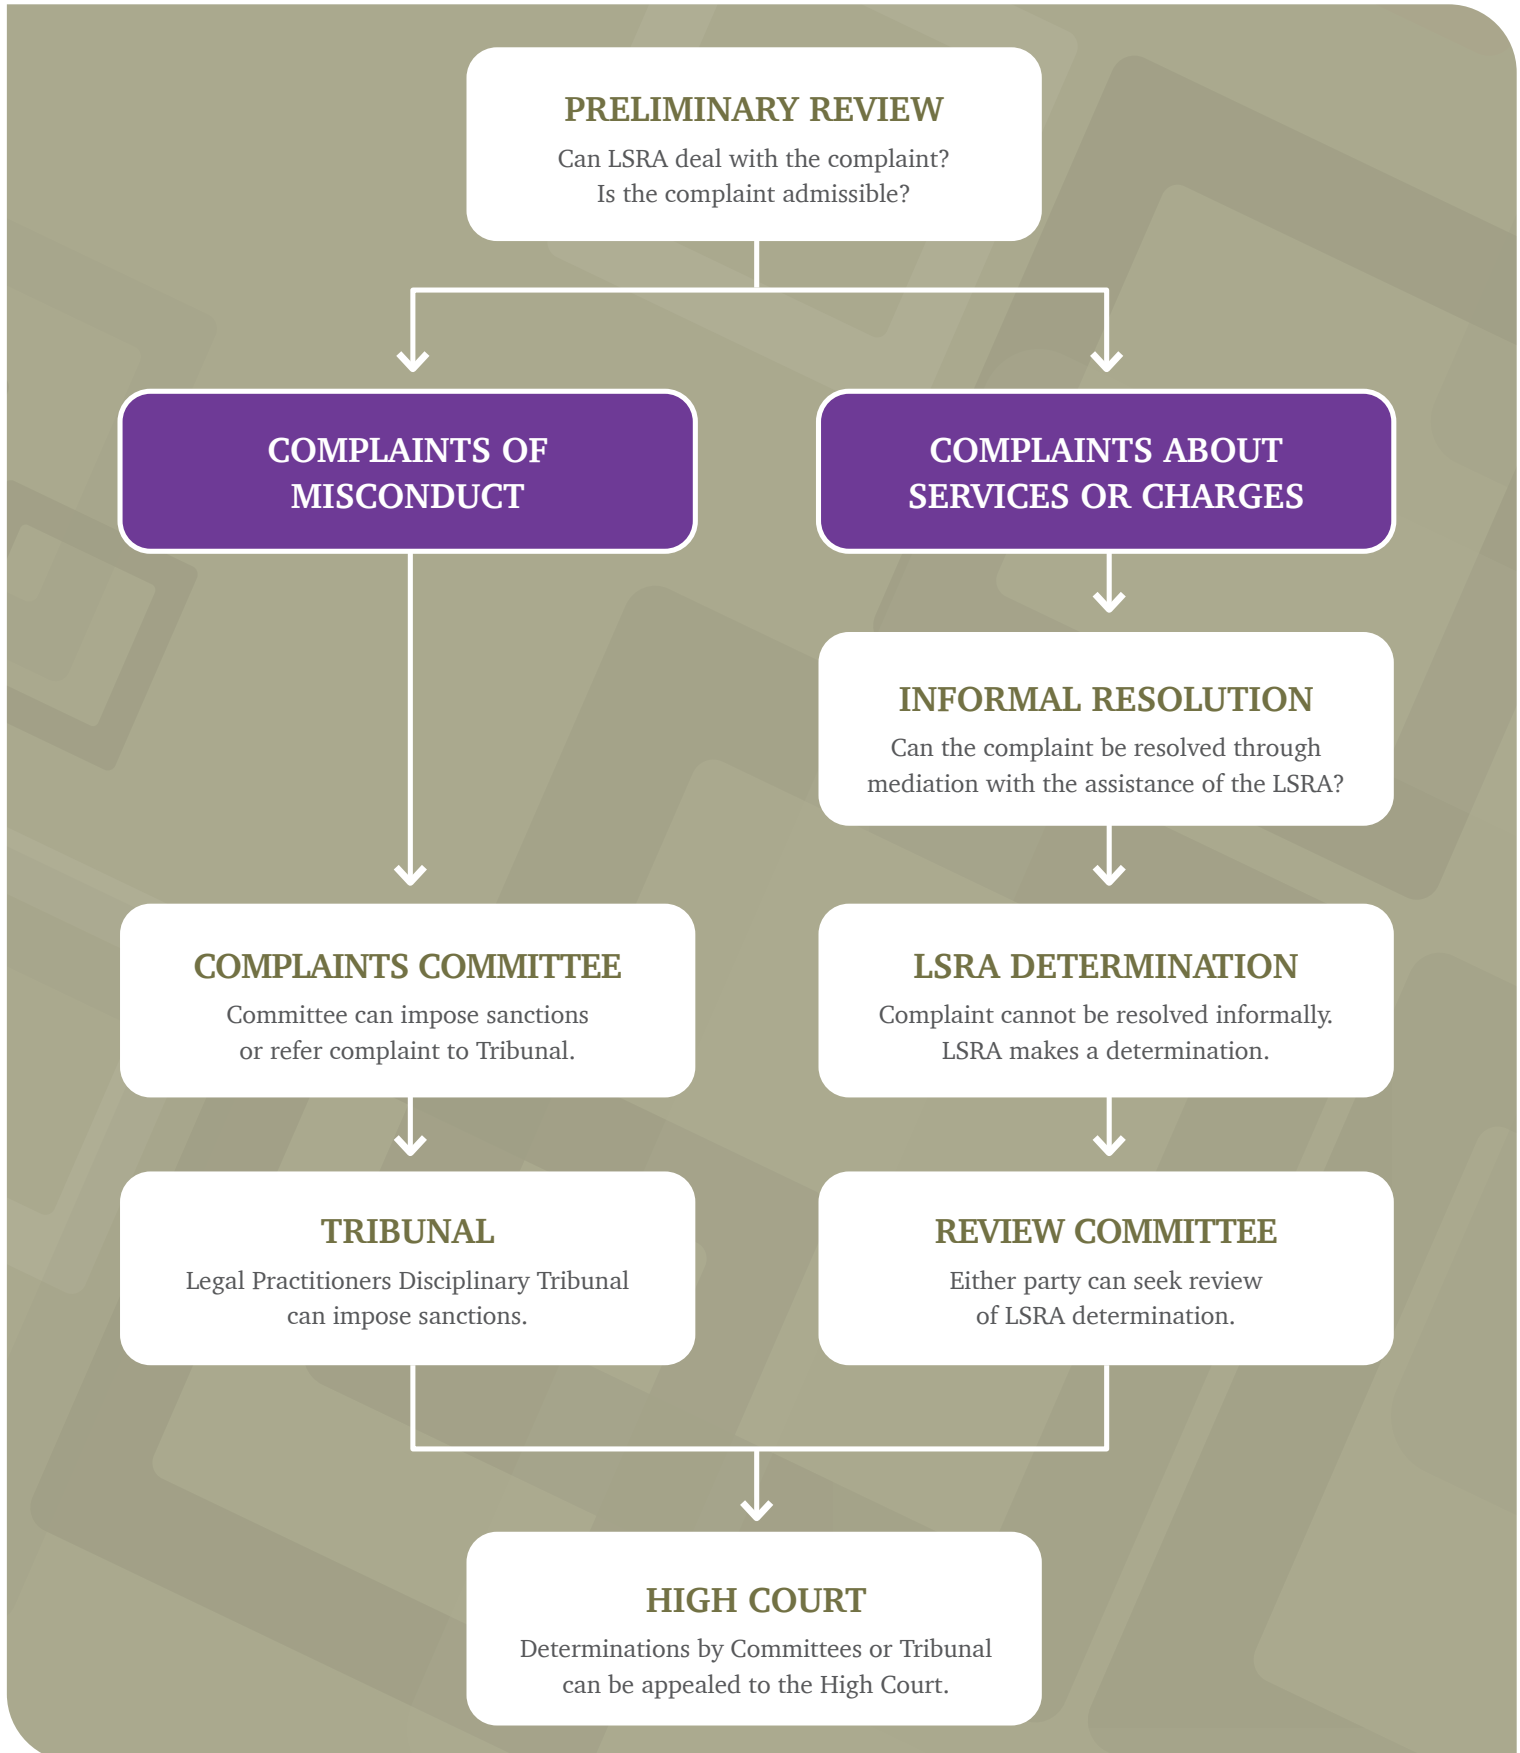 PRELIMINARY REVIEW
Can LSRA deal with the complaint?
Is the complaint admissible?
COMPLAINTS OF
MISCONDUCT
COMPLAINTS ABOUT
SERVICES OR CHARGES
INFORMAL RESOLUTION
Can the complaint be resolved through
mediation with the assistance of the LSRA?
COMPLAINTS COMMITTEE
Committee can impose sanctions
or refer complaint to Tribunal.
LSRA DETERMINATION
Complaint cannot be resolved informally.
LSRA makes a determination.
TRIBUNAL
Legal Practitioners Disciplinary Tribunal
can impose sanctions.
REVIEW COMMITTEE
Either party can seek review
of LSRA determination.
HIGH COURT
Determinations by Committees or Tribunal
can be appealed to the High Court.